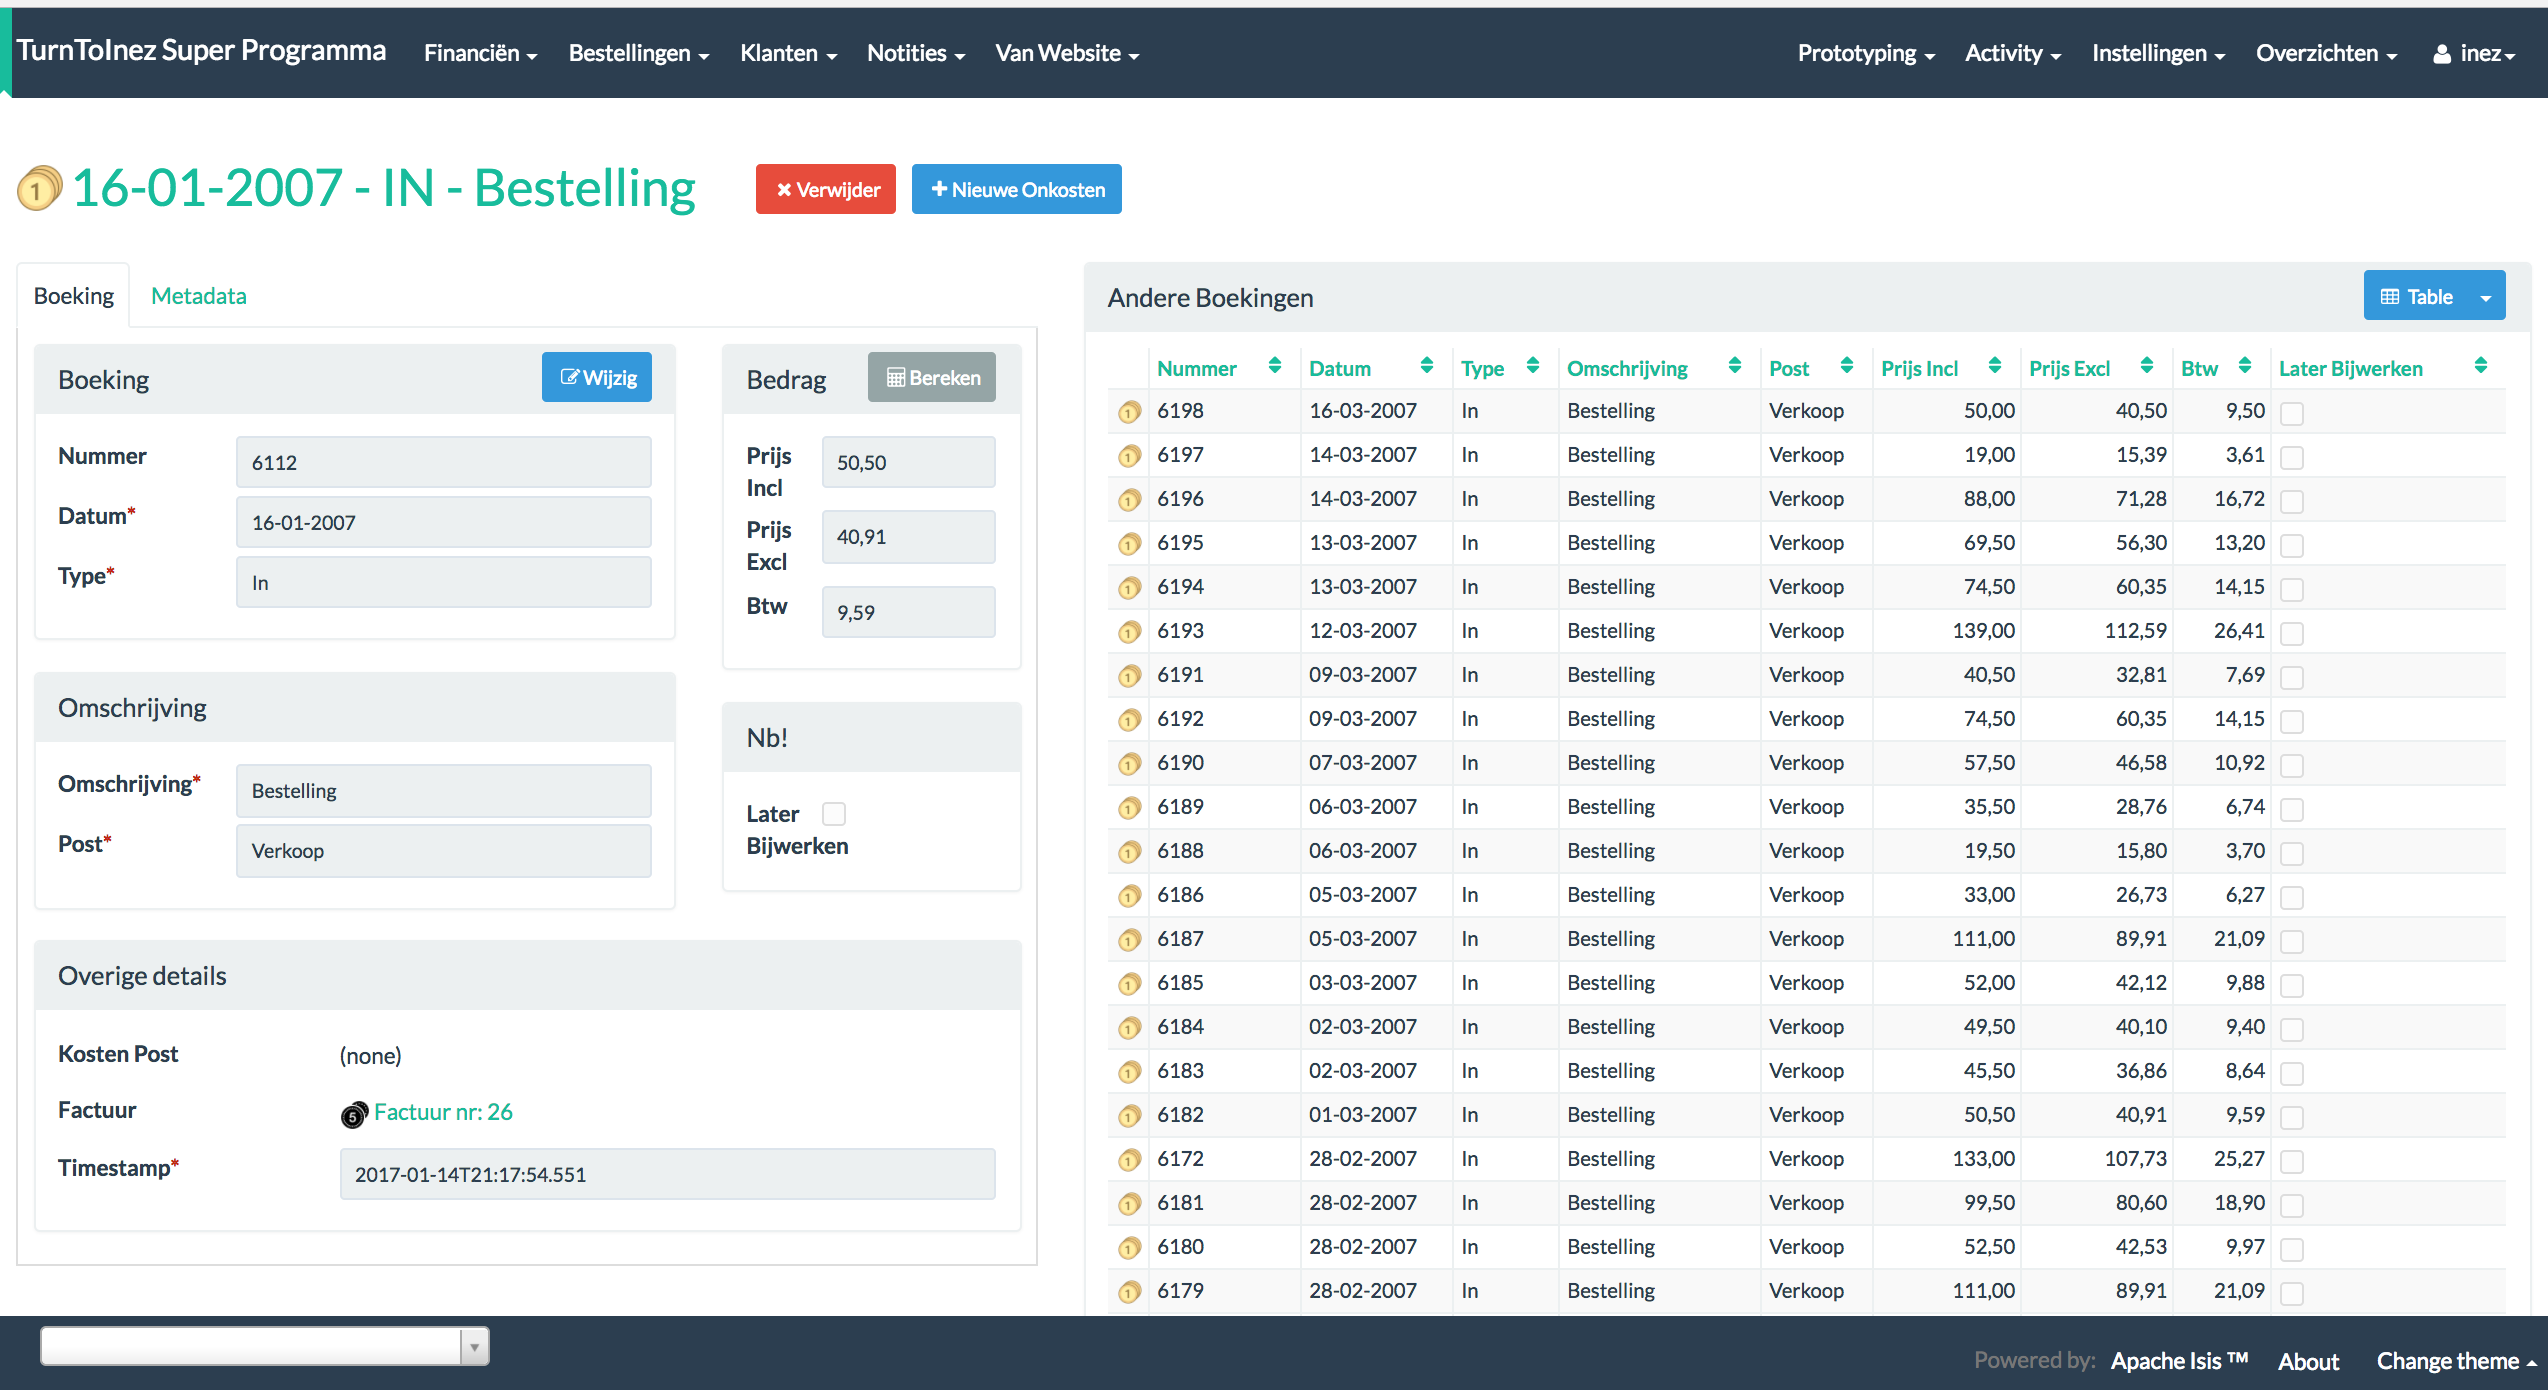 TurnToInez Super Programma Financiën Bestellingen Klanten Notities Van Website Prototyping Activity Instellingen Overzichten inez
16-01-2007 - IN - Bestelling Verwijder Nieuwe Onkosten
Boeking Metadata
Boeking Wijzig
Nummer 6112
Datum* 16-01-2007
Type* In
Bedrag Bereken
Prijs Incl 50,50
Prijs Excl 40,91
Btw 9,59
Omschrijving
Omschrijving* Bestelling
Post* Verkoop
Nb!
Later Bijwerken
Overige details
Kosten Post (none)
Factuur 5 Factuur nr: 26
Timestamp* 2017-01-14T21:17:54.551
Andere Boekingen Table
Nummer Datum Type Omschrijving Post Prijs Incl Prijs Excl Btw Later Bijwerken
6198 16-03-2007 In Bestelling Verkoop 50,00 40,50 9,50
6197 14-03-2007 In Bestelling Verkoop 19,00 15,39 3,61
6196 14-03-2007 In Bestelling Verkoop 88,00 71,28 16,72
6195 13-03-2007 In Bestelling Verkoop 69,50 56,30 13,20
6194 13-03-2007 In Bestelling Verkoop 74,50 60,35 14,15
6193 12-03-2007 In Bestelling Verkoop 139,00 112,59 26,41
6191 09-03-2007 In Bestelling Verkoop 40,50 32,81 7,69
6192 09-03-2007 In Bestelling Verkoop 74,50 60,35 14,15
6190 07-03-2007 In Bestelling Verkoop 57,50 46,58 10,92
6189 06-03-2007 In Bestelling Verkoop 35,50 28,76 6,74
6188 06-03-2007 In Bestelling Verkoop 19,50 15,80 3,70
6186 05-03-2007 In Bestelling Verkoop 33,00 26,73 6,27
6187 05-03-2007 In Bestelling Verkoop 111,00 89,91 21,09
6185 03-03-2007 In Bestelling Verkoop 52,00 42,12 9,88
6184 02-03-2007 In Bestelling Verkoop 49,50 40,10 9,40
6183 02-03-2007 In Bestelling Verkoop 45,50 36,86 8,64
6182 01-03-2007 In Bestelling Verkoop 50,50 40,91 9,59
6172 28-02-2007 In Bestelling Verkoop 133,00 107,73 25,27
6181 28-02-2007 In Bestelling Verkoop 99,50 80,60 18,90
6180 28-02-2007 In Bestelling Verkoop 52,50 42,53 9,97
6179 28-02-2007 In Bestelling Verkoop 111,00 89,91 21,09
Powered by: Apache Isis ™ About Change theme